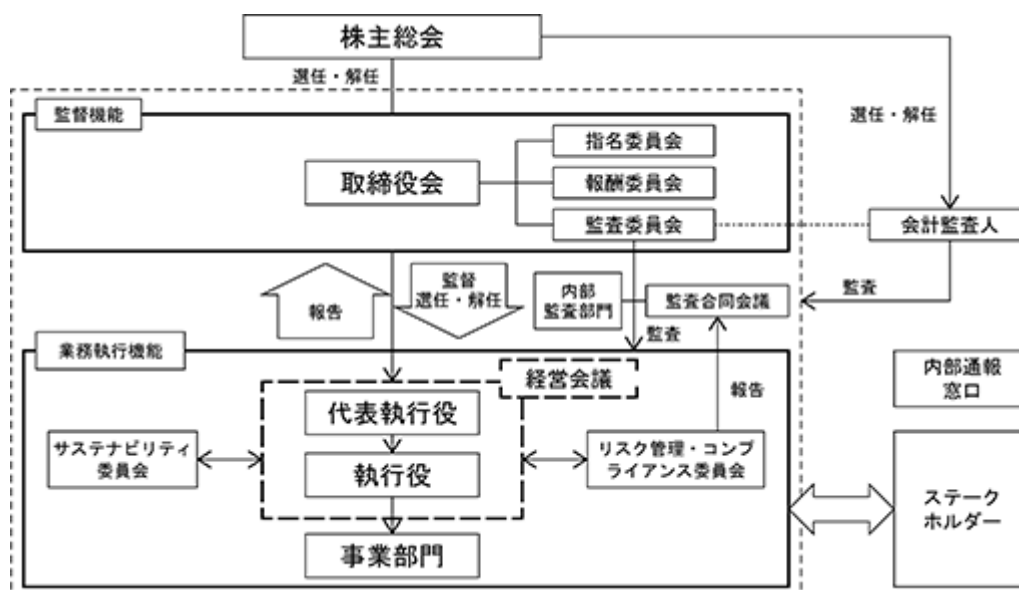 株主総会
選任・解任
監督機能
指名委員会
選任・解任
取締役会
報酬委員会
監査委員会
会計監査人
報告
監督
選任・解任
内部
監査部門
監査合同会議
監査
監査
業務執行機能
経営会議
内部通報
窓口
代表執行役
報告
サステナビリティ
委員会
執行役
リスク管理・コンプ
ライアンス委員会
ステーク
ホルダー
事業部門